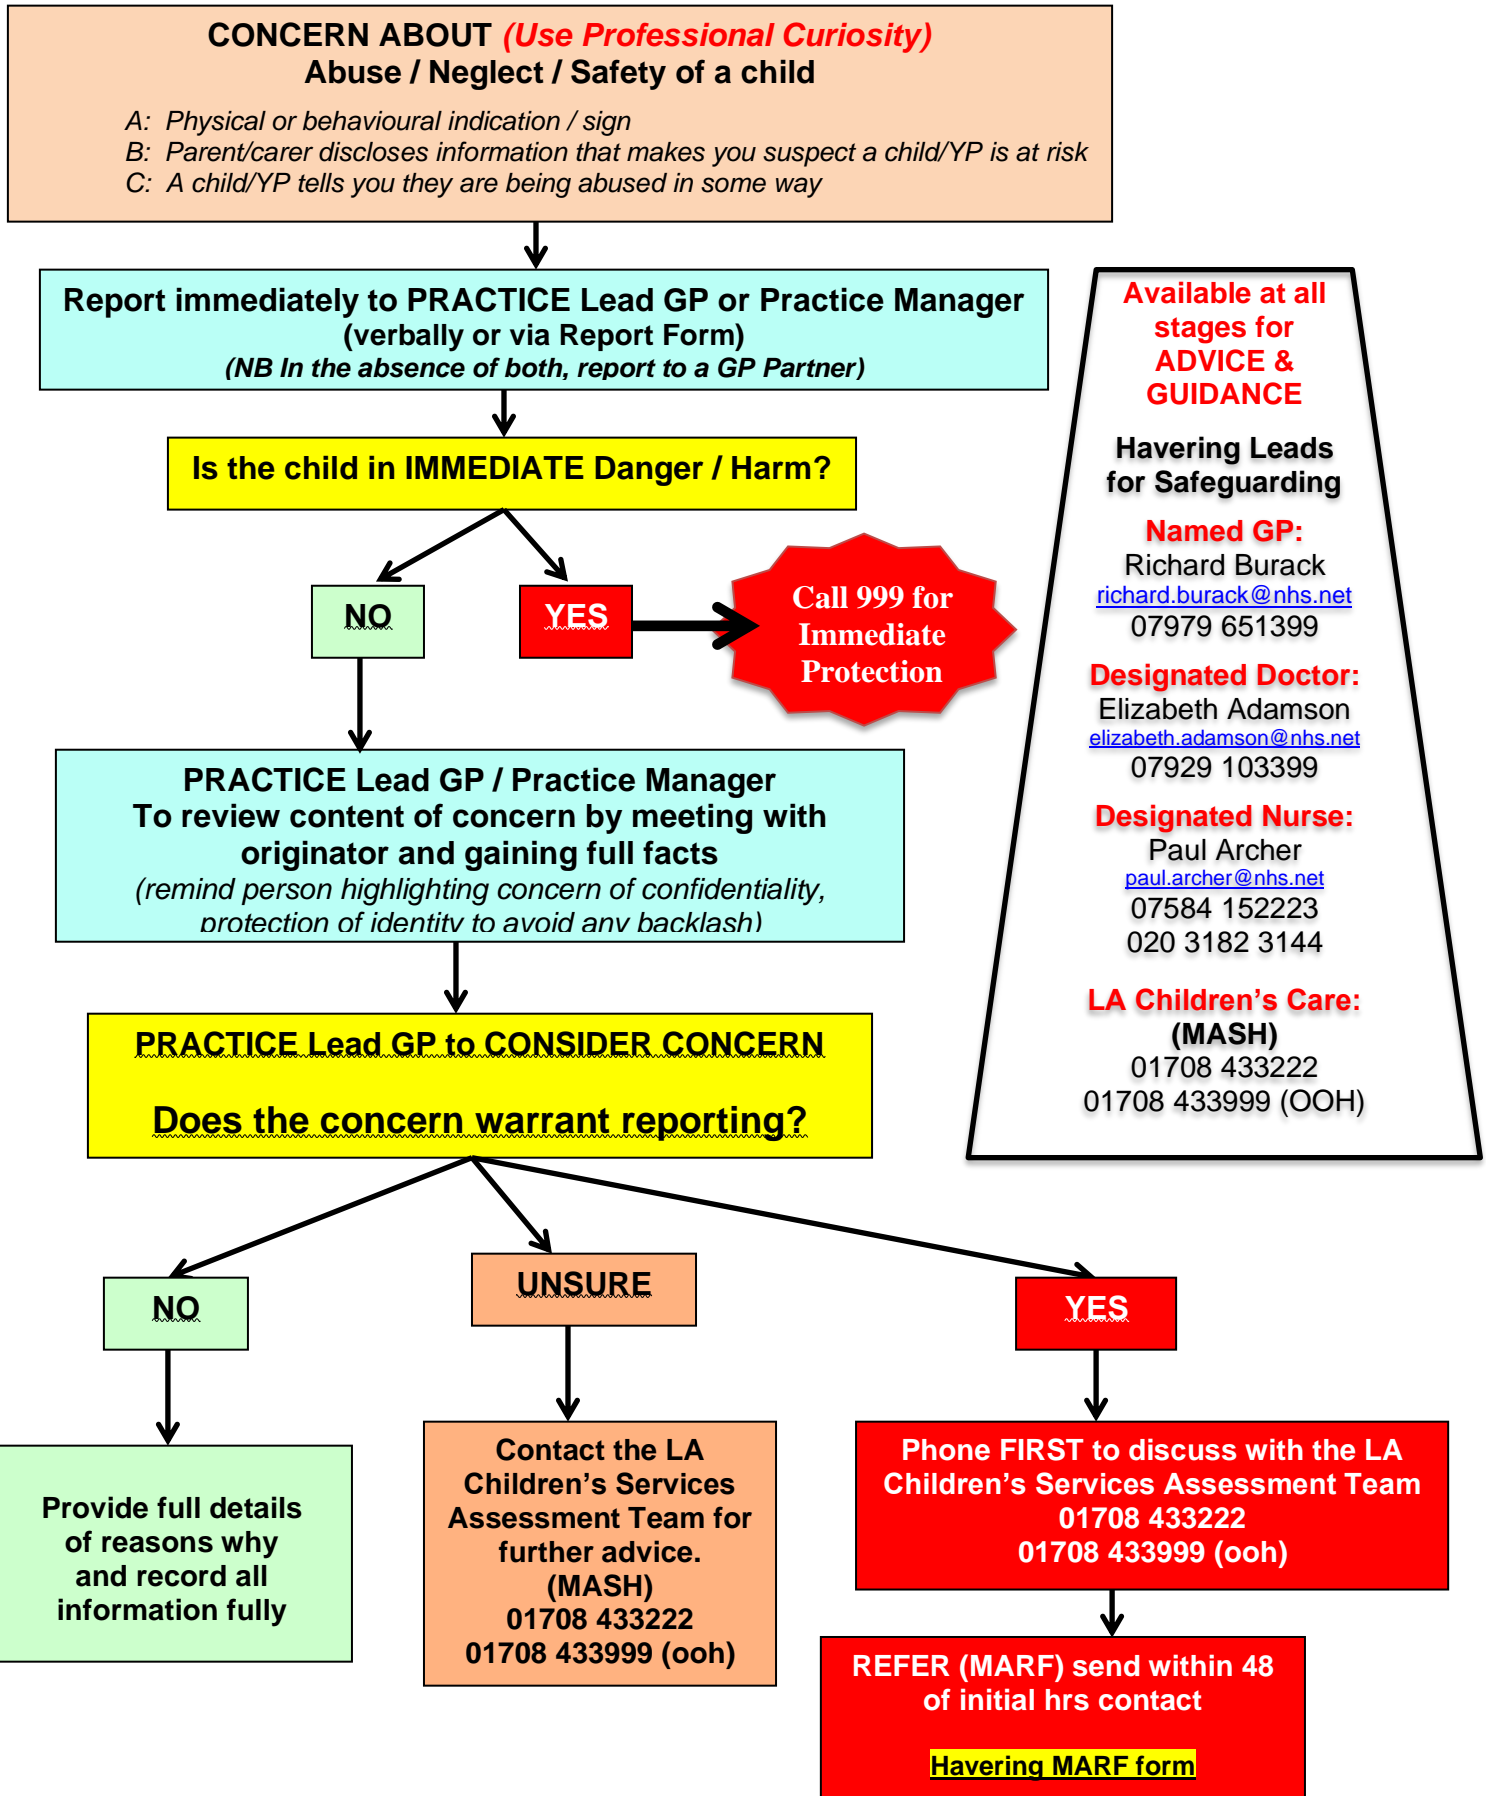 CONCERN ABOUT (Use Professional Curiosity)
Abuse / Neglect / Safety of a child
A: Physical or behavioural indication / sign
B: Parent/carer discloses information that makes you suspect a child/YP is at risk
C: A child/YP tells you they are being abused in some way
Report immediately to PRACTICE Lead GP or Practice Manager
(verbally or via Report Form)
(NB In the absence of both, report to a GP Partner)
Is the child in IMMEDIATE Danger / Harm?
NO
YES
Call 999 for
Immediate
Protection
PRACTICE Lead GP / Practice Manager
To review content of concern by meeting with
originator and gaining full facts
(remind person highlighting concern of confidentiality,
protection of identity to avoid any backlash)
PRACTICE Lead GP to CONSIDER CONCERN
Does the concern warrant reporting?
Available at all
stages for
ADVICE &
GUIDANCE
Havering Leads
for Safeguarding
Named GP:
Richard Burack
richard.burack@nhs.net
07979 651399
Designated Doctor:
Elizabeth Adamson
elizabeth.adamson@nhs.net
07929 103399
Designated Nurse:
Paul Archer
paul.archer@nhs.net
07584 152223
020 3182 3144
LA Children’s Care:
(MASH)
01708 433222
01708 433999 (OOH)
NO
UNSURE
YES
Provide full details
of reasons why
and record all
information fully
Contact the LA
Children’s Services
Assessment Team for
further advice.
(MASH)
01708 433222
01708 433999 (ooh)
Phone FIRST to discuss with the LA
Children’s Services Assessment Team
01708 433222
01708 433999 (ooh)
REFER (MARF) send within 48
of initial hrs contact
Havering MARF form